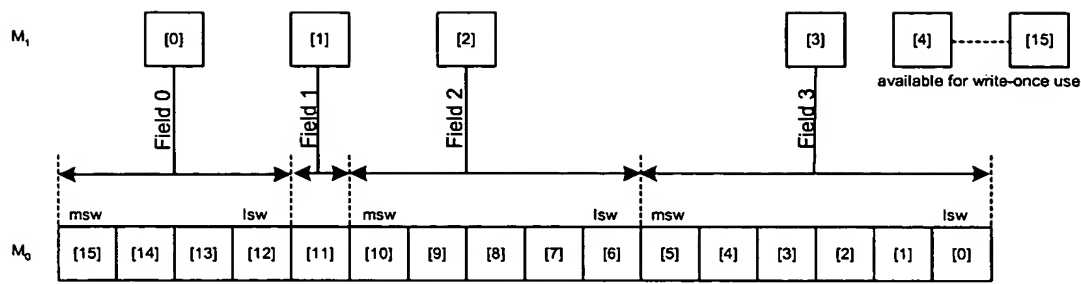 M₁ [0] [1] [2] [3] [4] [15]
available for write-once use
Field 0 Field 1 Field 2 Field 3
msw lsw msw lsw msw lsw
M₀ [15] [14] [13] [12] [11] [10] [9] [8] [7] [6] [5] [4] [3] [2] [1] [0]